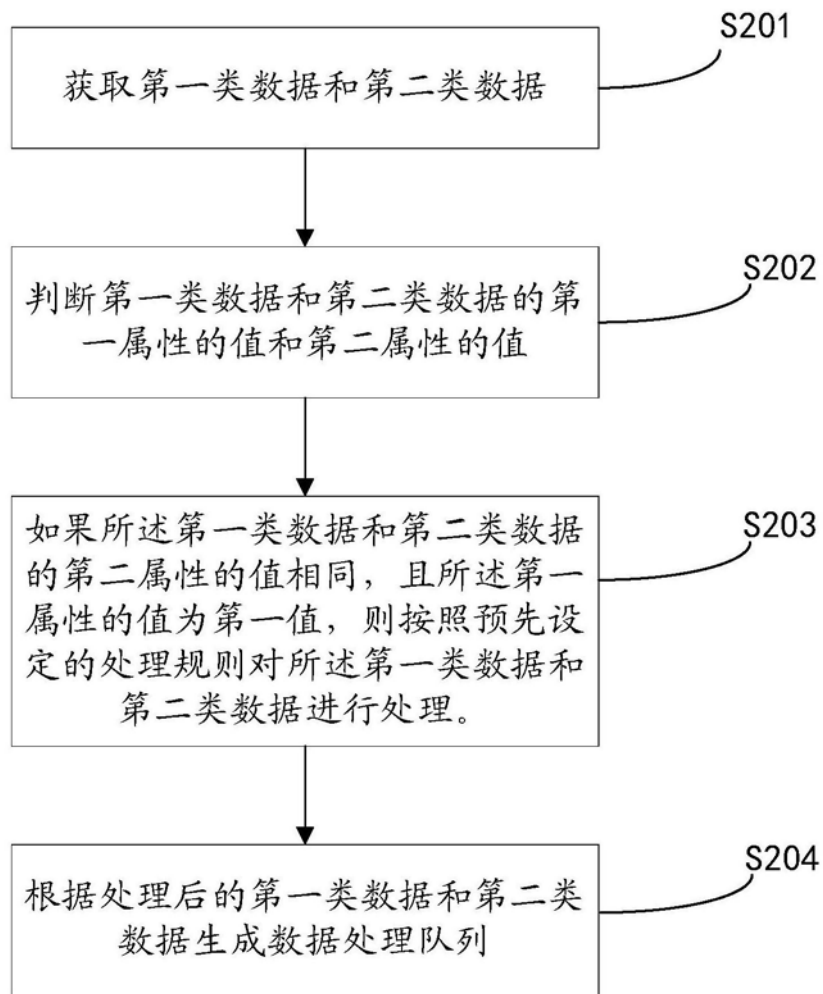 S201
获取第一类数据和第二类数据
S202
判断第一类数据和第二类数据的第
一属性的值和第二属性的值
S203
如果所述第一类数据和第二类数据
的第二属性的值相同，且所述第一
属性的值为第一值，则按照预先设
定的处理规则对所述第一类数据和
第二类数据进行处理。
S204
根据处理后的第一类数据和第二类
数据生成数据处理队列